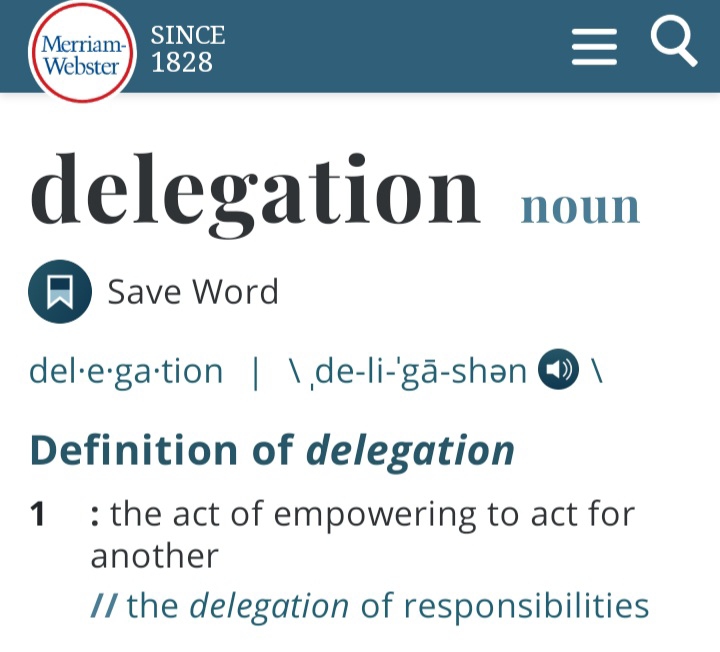 Merriam-
Webster
SINCE
1828
delegation noun
Save Word
del·e·ga·tion | \ ˌde-li-ˈgā-shən \
Definition of delegation
1 : the act of empowering to act for
another
// the delegation of responsibilities